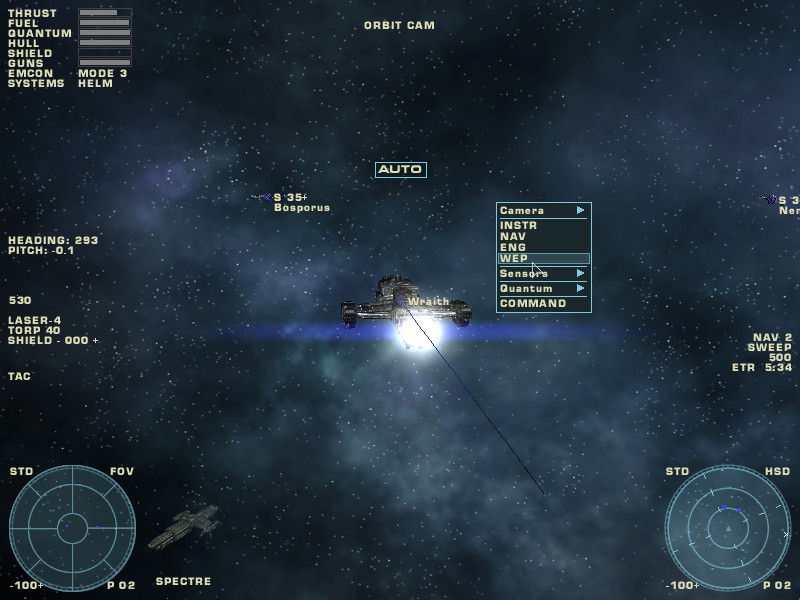 THRUST
FUEL
QUANTUM
HULL
SHIELD
GUNS
EMCON MODE 3
SYSTEMS HELM
ORBIT CAM
AUTO
S 35+
Bosporus
S 3
Camera
INSTR
NAV
ENG
WEP
Sensors
Quantum
COMMAND
HEADING: 293
PITCH: -0.1
530
LASER-4
TORP 40
SHIELD - 000 +
TAC
Wraith
NAV 2
SWEEP
500
ETR 5:34
STD FOV
-100+ P 02
SPECTRE
STD HSD
-100+ P 02